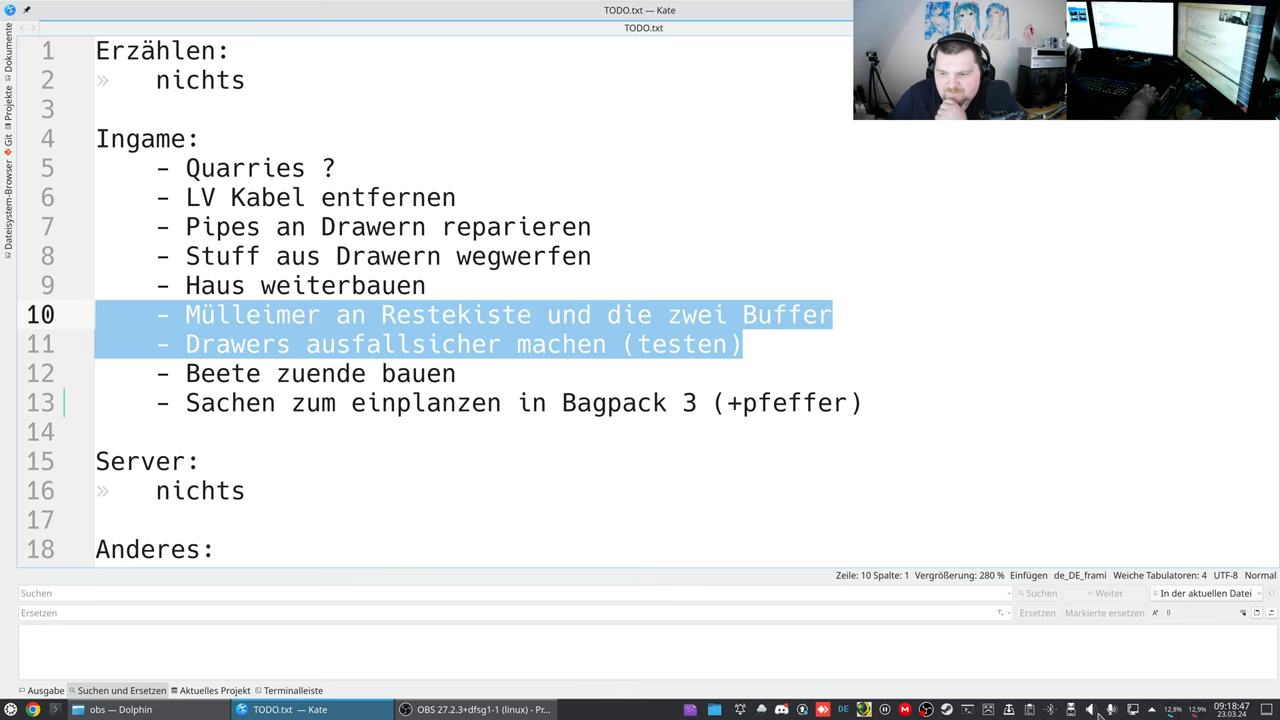 TODO.txt — Kate
TODO.txt
Dokumente
Projekte
Git
Dateisystem-Browser
1 Erzählen:
2 » nichts
3
4 Ingame:
5 - Quarries ?
6 - LV Kabel entfernen
7 - Pipes an Drawern reparieren
8 - Stuff aus Drawern wegwerfen
9 - Haus weiterbauen
10 - Mülleimer an Restekiste und die zwei Buffer
11 - Drawers ausfallsicher machen (testen)
12 - Beete zuende bauen
13 - Sachen zum einplanzen in Bagpack 3 (+pfeffer)
14
15 Server:
16 » nichts
17
18 Anderes:
Zeile: 10 Spalte: 1 Vergrößerung: 280 % Einfügen de_DE_frami Weiche Tabulatoren: 4 UTF-8 Normal
Suchen Suchen Weiter In der aktuellen Datei
Ersetzen Ersetzen Markierte ersetzen
Ausgabe Suchen und Ersetzen Aktuelles Projekt Terminalleiste
obs — Dolphin TODO.txt — Kate OBS 27.2.3+dfsg1-1 (linux) - Pr... DE 12,8% 12,9% 09:18:47
23.03.24